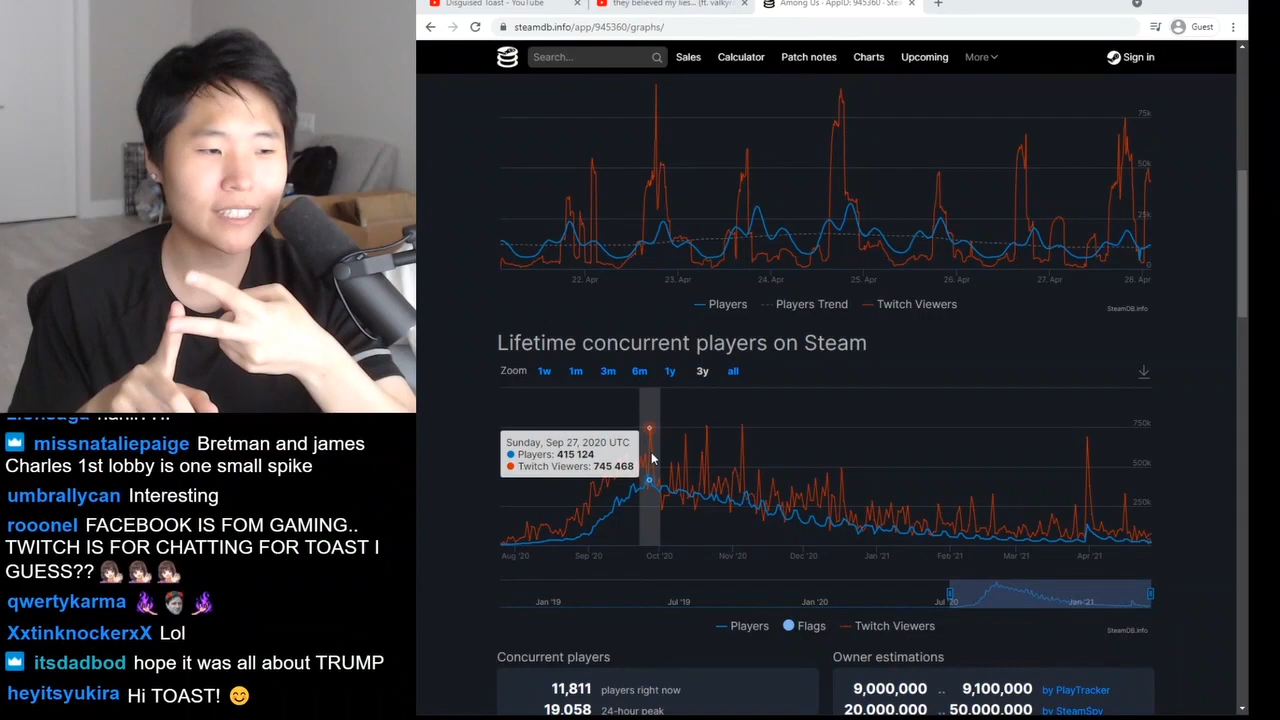 Disguised Toast - YouTube
they believed my lies... (ft. valkyr
Among Us - AppID: 945360 - Ste
steamdb.info/app/945360/graphs/
Guest
Search...
Sales
Calculator
Patch notes
Charts
Upcoming
More
Sign in
75k
50k
25k
0
22. Apr
23. Apr
24. Apr
25. Apr
26. Apr
27. Apr
28. Apr
Players
Players Trend
Twitch Viewers
SteamDB.info
Lifetime concurrent players on Steam
Zoom 1w 1m 3m 6m 1y 3y all
750k
500k
250k
Sunday, Sep 27, 2020 UTC
Players: 415 124
Twitch Viewers: 745 468
Aug '20
Sep '20
Oct '20
Nov '20
Dec '20
Jan '21
Feb '21
Mar '21
Apr '21
Jan '19
Jul '19
Jan '20
Jul '20
Jan '21
Players
Flags
Twitch Viewers
SteamDB.info
Concurrent players
11,811 players right now
19,058 24-hour peak
Owner estimations
9,000,000 .. 9,100,000 by PlayTracker
20,000,000 .. 50,000,000 by SteamSpy
missnataliepaige Bretman and james
Charles 1st lobby is one small spike
umbrallycan Interesting
rooonel FACEBOOK IS FOM GAMING..
TWITCH IS FOR CHATTING FOR TOAST I
GUESS??
qwertykarma
XxtinknockerxX Lol
itsdadbod hope it was all about TRUMP
heyitsyukira Hi TOAST! 😊